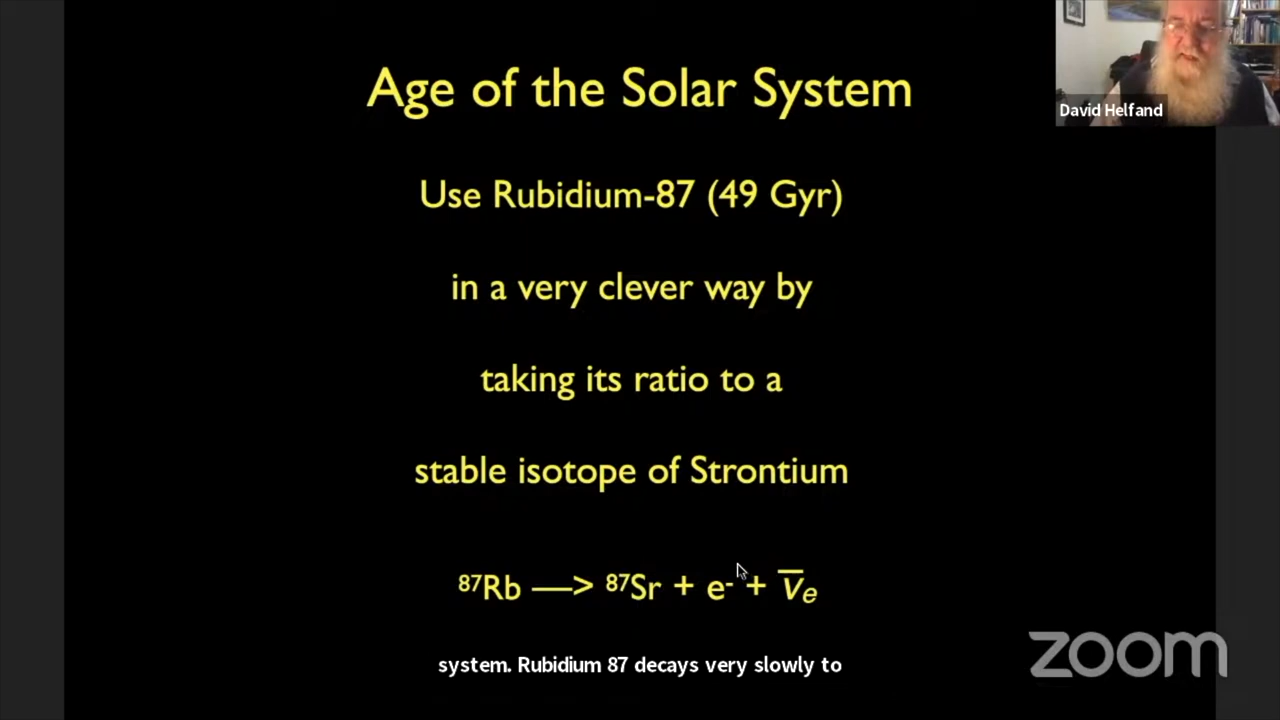 Age of the Solar System
David Helfand
Use Rubidium-87 (49 Gyr)
in a very clever way by
taking its ratio to a
stable isotope of Strontium
⁸⁷Rb —> ⁸⁷Sr + e⁻ + ν̅ₑ
system. Rubidium 87 decays very slowly to
zoom